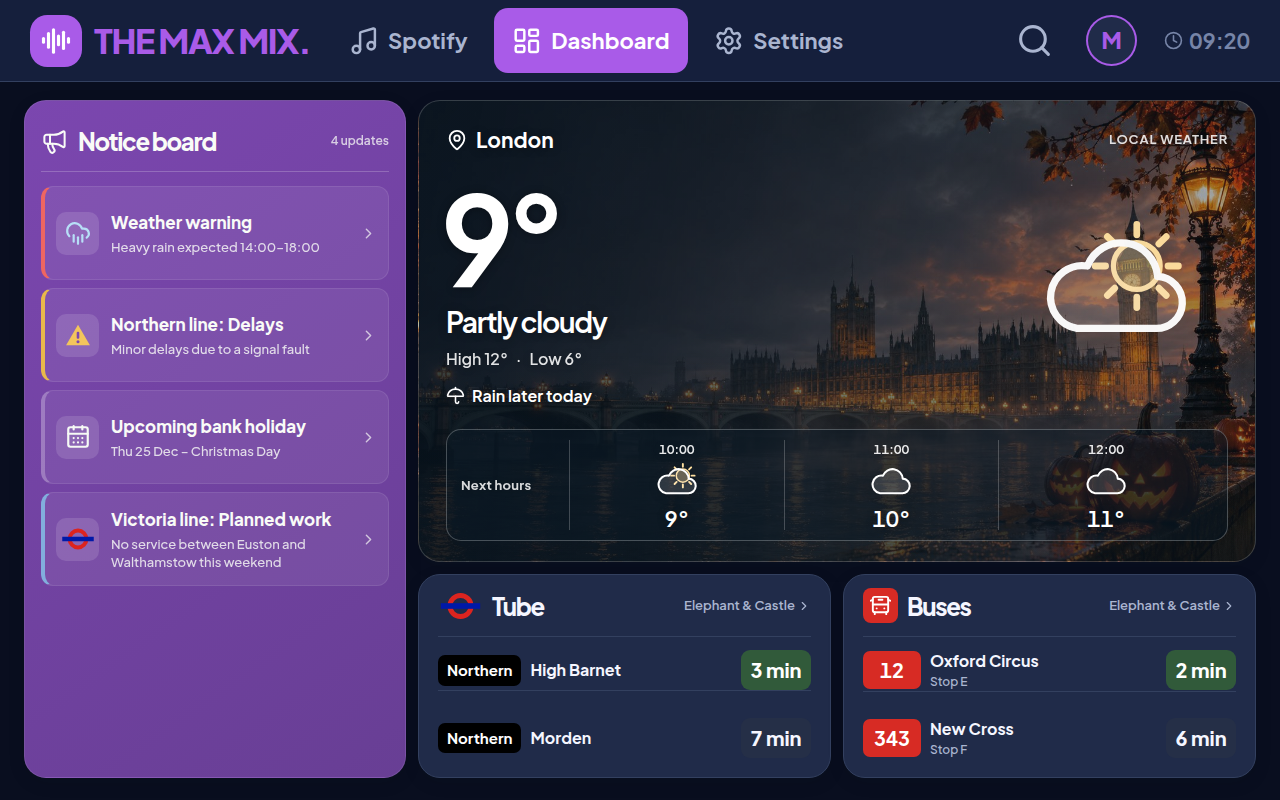 THE MAX MIX.
Spotify
Dashboard
Settings
M
09:20
Notice board
4 updates
Weather warning
Heavy rain expected 14:00–18:00
Northern line: Delays
Minor delays due to a signal fault
Upcoming bank holiday
Thu 25 Dec – Christmas Day
Victoria line: Planned work
No service between Euston and
Walthamstow this weekend
London
LOCAL WEATHER
9°
Partly cloudy
High 12° · Low 6°
Rain later today
Next hours
10:00
9°
11:00
10°
12:00
11°
Tube
Elephant & Castle
Northern
High Barnet
3 min
Northern
Morden
7 min
Buses
Elephant & Castle
12
Oxford Circus
Stop E
2 min
343
New Cross
Stop F
6 min